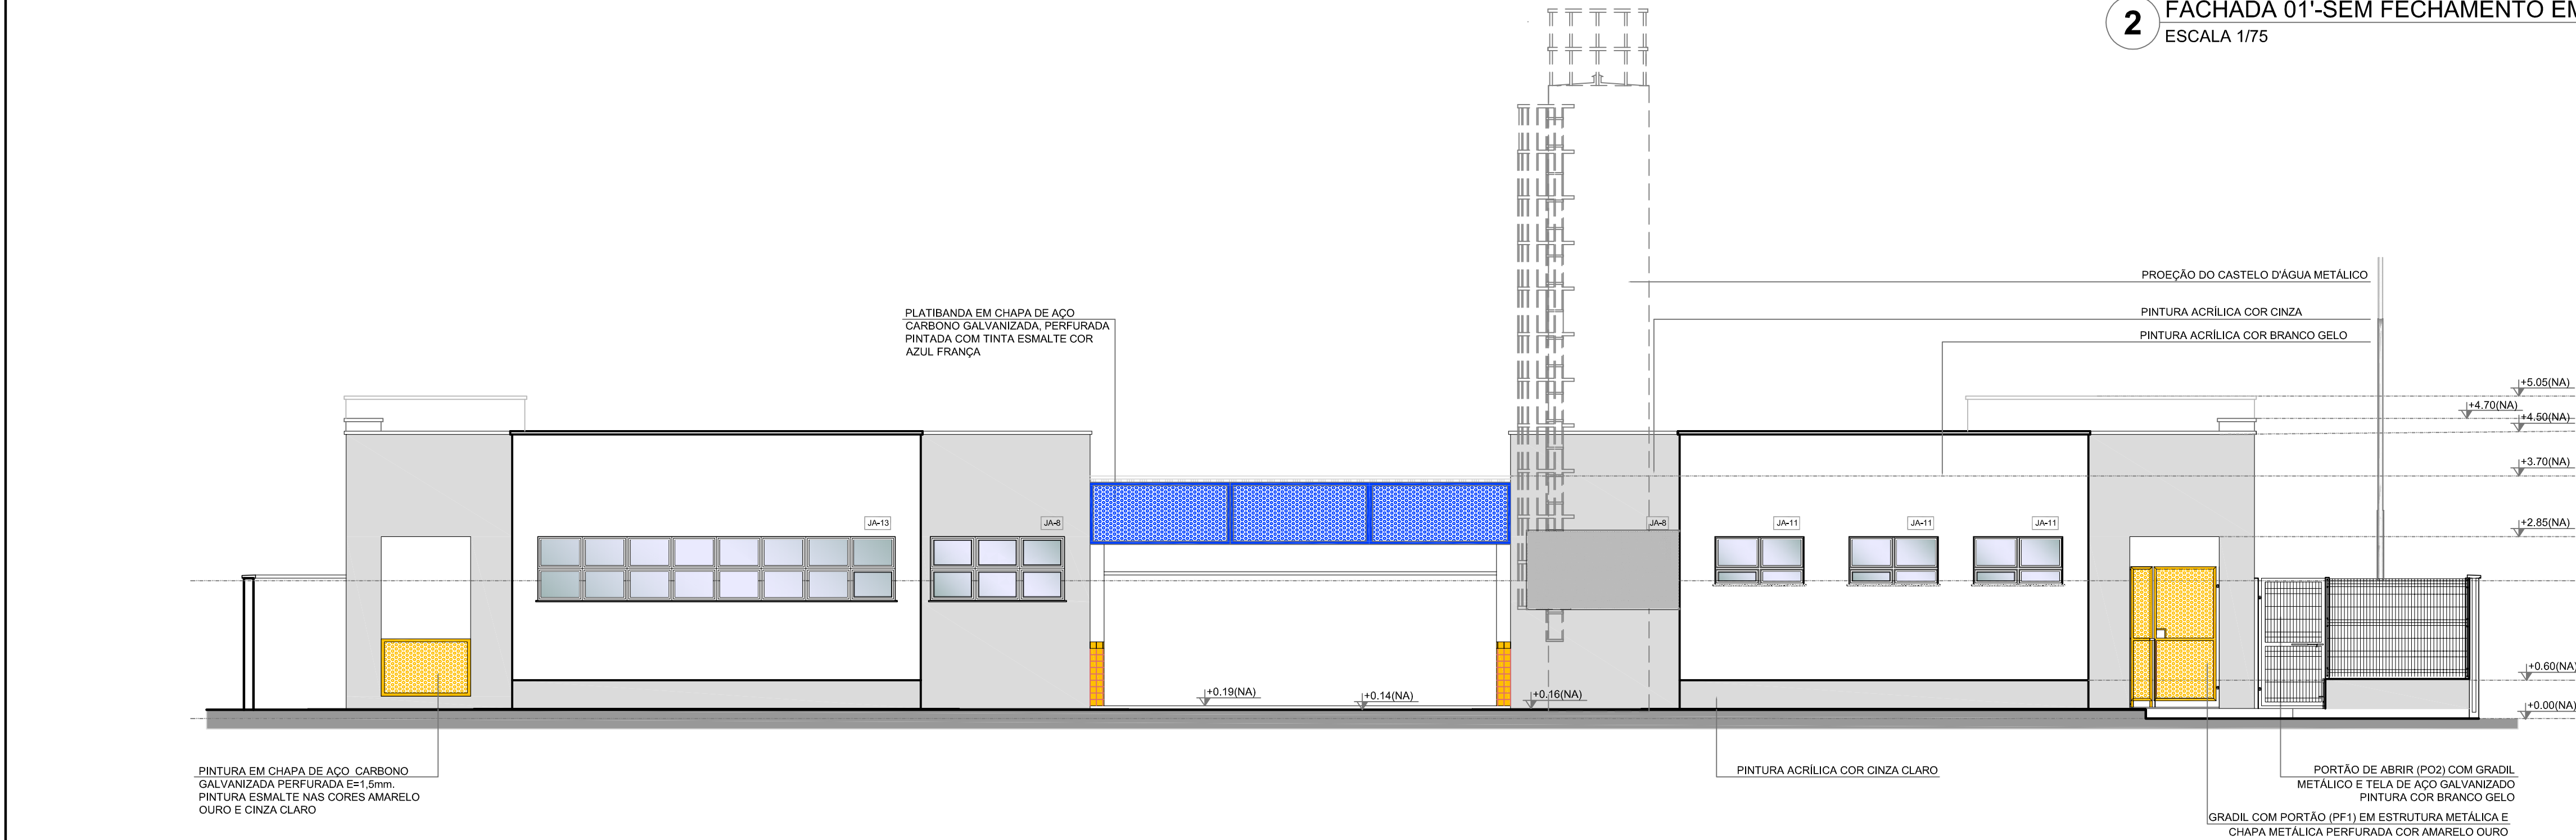 2
FACHADA 01'-SEM FECHAMENTO EM
ESCALA 1/75
PROEÇÃO DO CASTELO D'ÁGUA METÁLICO
PLATIBANDA EM CHAPA DE AÇO
CARBONO GALVANIZADA, PERFURADA
PINTADA COM TINTA ESMALTE COR
AZUL FRANÇA
PINTURA ACRÍLICA COR CINZA
PINTURA ACRÍLICA COR BRANCO GELO
+5.05(NA)
+4.70(NA)
+4.50(NA)
+3.70(NA)
JA-13
JA-8
JA-8
JA-11
JA-11
JA-11
+2.85(NA)
+0.60(NA)
+0.19(NA)
+0.14(NA)
+0.16(NA)
+0.00(NA)
PINTURA EM CHAPA DE AÇO CARBONO
GALVANIZADA PERFURADA E=1,5mm.
PINTURA ESMALTE NAS CORES AMARELO
OURO E CINZA CLARO
PINTURA ACRÍLICA COR CINZA CLARO
PORTÃO DE ABRIR (PO2) COM GRADIL
METÁLICO E TELA DE AÇO GALVANIZADO
PINTURA COR BRANCO GELO
GRADIL COM PORTÃO (PF1) EM ESTRUTURA METÁLICA E
CHAPA METÁLICA PERFURADA COR AMARELO OURO